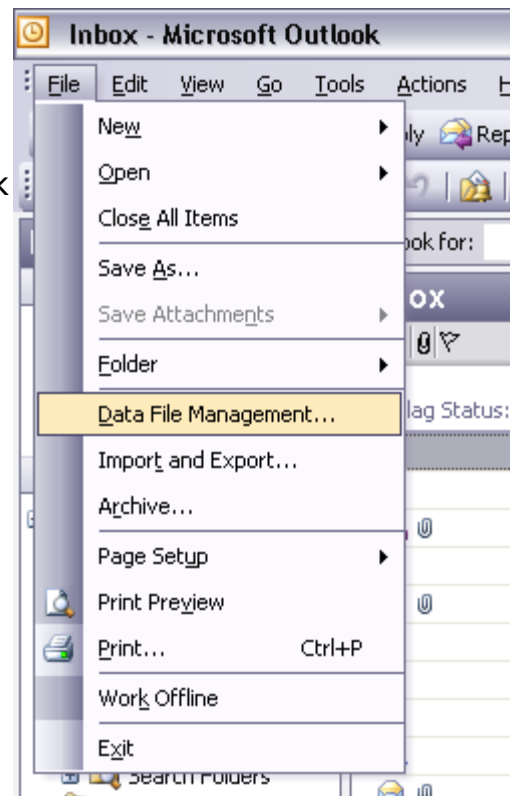 Inbox - Microsoft Outlook
File Edit View Go Tools Actions H
New
Open
Close All Items
Save As...
Save Attachments
Folder
Data File Management...
Import and Export...
Archive...
Page Setup
Print Preview
Print... Ctrl+P
Work Offline
Exit
ly Rep
k
ook for:
ox
lag Status:
Search Folders